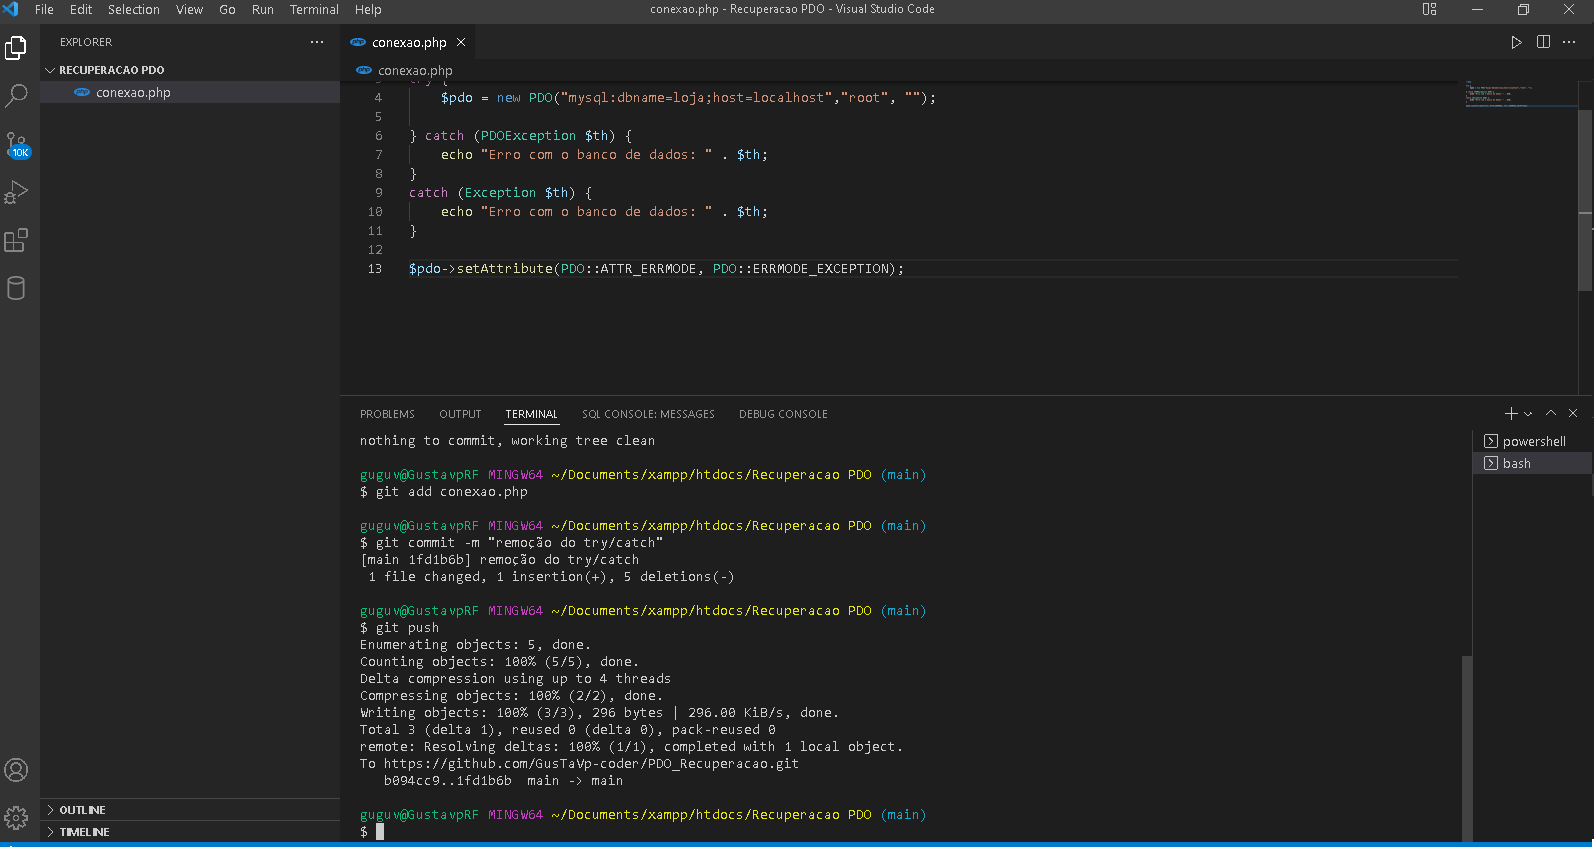 File Edit Selection View Go Run Terminal Help
conexao.php - Recuperacao PDO - Visual Studio Code
EXPLORER
RECUPERACAO PDO
conexao.php
10K
OUTLINE
TIMELINE
conexao.php
conexao.php
3 try {
4 $pdo = new PDO("mysql:dbname=loja;host=localhost","root", "");
5
6 } catch (PDOException $th) {
7 echo "Erro com o banco de dados: " . $th;
8 }
9 catch (Exception $th) {
10 echo "Erro com o banco de dados: " . $th;
11 }
12
13 $pdo->setAttribute(PDO::ATTR_ERRMODE, PDO::ERRMODE_EXCEPTION);
PROBLEMS OUTPUT TERMINAL SQL CONSOLE: MESSAGES DEBUG CONSOLE
nothing to commit, working tree clean
guguv@GustavpRF MINGW64 ~/Documents/xampp/htdocs/Recuperacao PDO (main)
$ git add conexao.php
guguv@GustavpRF MINGW64 ~/Documents/xampp/htdocs/Recuperacao PDO (main)
$ git commit -m "remoção do try/catch"
[main 1fd1b6b] remoção do try/catch
1 file changed, 1 insertion(+), 5 deletions(-)
guguv@GustavpRF MINGW64 ~/Documents/xampp/htdocs/Recuperacao PDO (main)
$ git push
Enumerating objects: 5, done.
Counting objects: 100% (5/5), done.
Delta compression using up to 4 threads
Compressing objects: 100% (2/2), done.
Writing objects: 100% (3/3), 296 bytes | 296.00 KiB/s, done.
Total 3 (delta 1), reused 0 (delta 0), pack-reused 0
remote: Resolving deltas: 100% (1/1), completed with 1 local object.
To https://github.com/GusTaVp-coder/PDO_Recuperacao.git
b094cc9..1fd1b6b main -> main
guguv@GustavpRF MINGW64 ~/Documents/xampp/htdocs/Recuperacao PDO (main)
$
powershell
bash